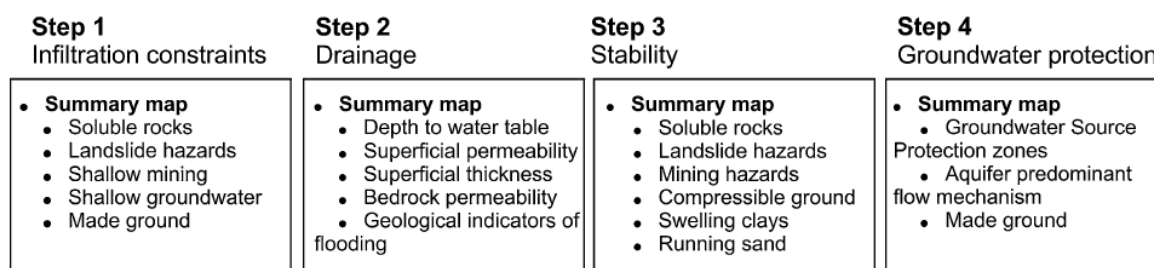 Step 1
Infiltration constraints
• Summary map
• Soluble rocks
• Landslide hazards
• Shallow mining
• Shallow groundwater
• Made ground
Step 2
Drainage
• Summary map
• Depth to water table
• Superficial permeability
• Superficial thickness
• Bedrock permeability
• Geological indicators of
flooding
Step 3
Stability
• Summary map
• Soluble rocks
• Landslide hazards
• Mining hazards
• Compressible ground
• Swelling clays
• Running sand
Step 4
Groundwater protection
• Summary map
• Groundwater Source
Protection zones
• Aquifer predominant
flow mechanism
• Made ground